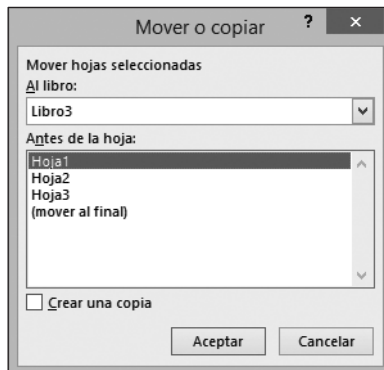 Mover o copiar ? ×
Mover hojas seleccionadas
Al libro:
Libro3
Antes de la hoja:
Hoja1
Hoja2
Hoja3
(mover al final)
Crear una copia
Aceptar Cancelar